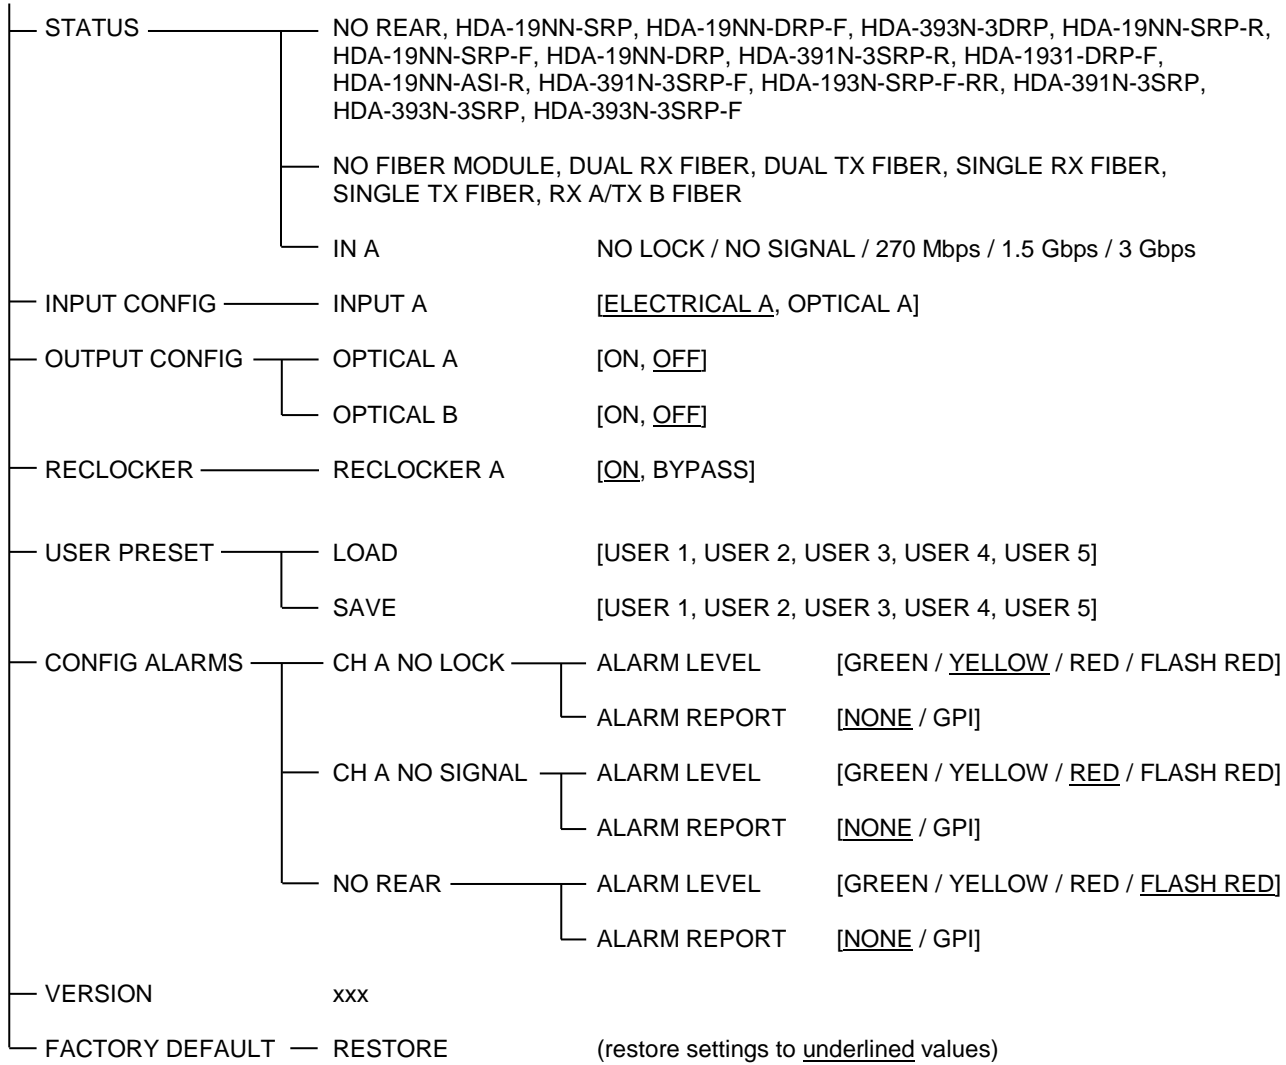 STATUS NO REAR, HDA-19NN-SRP, HDA-19NN-DRP-F, HDA-393N-3DRP, HDA-19NN-SRP-R,
HDA-19NN-SRP-F, HDA-19NN-DRP, HDA-391N-3SRP-R, HDA-1931-DRP-F,
HDA-19NN-ASI-R, HDA-391N-3SRP-F, HDA-193N-SRP-F-RR, HDA-391N-3SRP,
HDA-393N-3SRP, HDA-393N-3SRP-F
NO FIBER MODULE, DUAL RX FIBER, DUAL TX FIBER, SINGLE RX FIBER,
SINGLE TX FIBER, RX A/TX B FIBER
IN A NO LOCK / NO SIGNAL / 270 Mbps / 1.5 Gbps / 3 Gbps
INPUT CONFIG INPUT A [ELECTRICAL A, OPTICAL A]
OUTPUT CONFIG OPTICAL A [ON, OFF]
OPTICAL B [ON, OFF]
RECLOCKER RECLOCKER A [ON, BYPASS]
USER PRESET LOAD [USER 1, USER 2, USER 3, USER 4, USER 5]
SAVE [USER 1, USER 2, USER 3, USER 4, USER 5]
CONFIG ALARMS CH A NO LOCK ALARM LEVEL [GREEN / YELLOW / RED / FLASH RED]
ALARM REPORT [NONE / GPI]
CH A NO SIGNAL ALARM LEVEL [GREEN / YELLOW / RED / FLASH RED]
ALARM REPORT [NONE / GPI]
NO REAR ALARM LEVEL [GREEN / YELLOW / RED / FLASH RED]
ALARM REPORT [NONE / GPI]
VERSION xxx
FACTORY DEFAULT RESTORE (restore settings to underlined values)